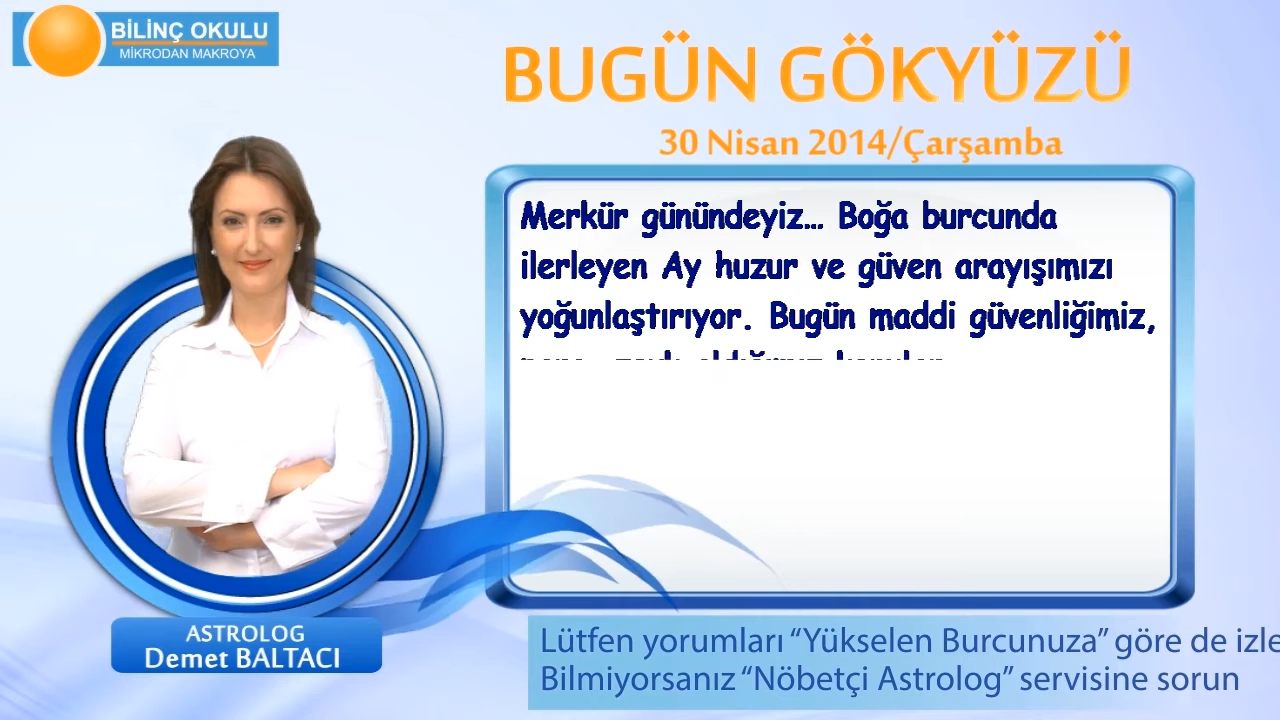 BİLİNÇ OKULU
MİKRODAN MAKROYA
BUGÜN GÖKYÜZÜ
30 Nisan 2014/Çarşamba
Merkür günündeyiz... Boğa burcunda
ilerleyen Ay huzur ve güven arayışımızı
yoğunlaştırıyor. Bugün maddi güvenliğimiz,
ASTROLOG
Demet BALTACI
Lütfen yorumları “Yükselen Burcunuza” göre de izle
Bilmiyorsanız “Nöbetçi Astrolog” servisine sorun